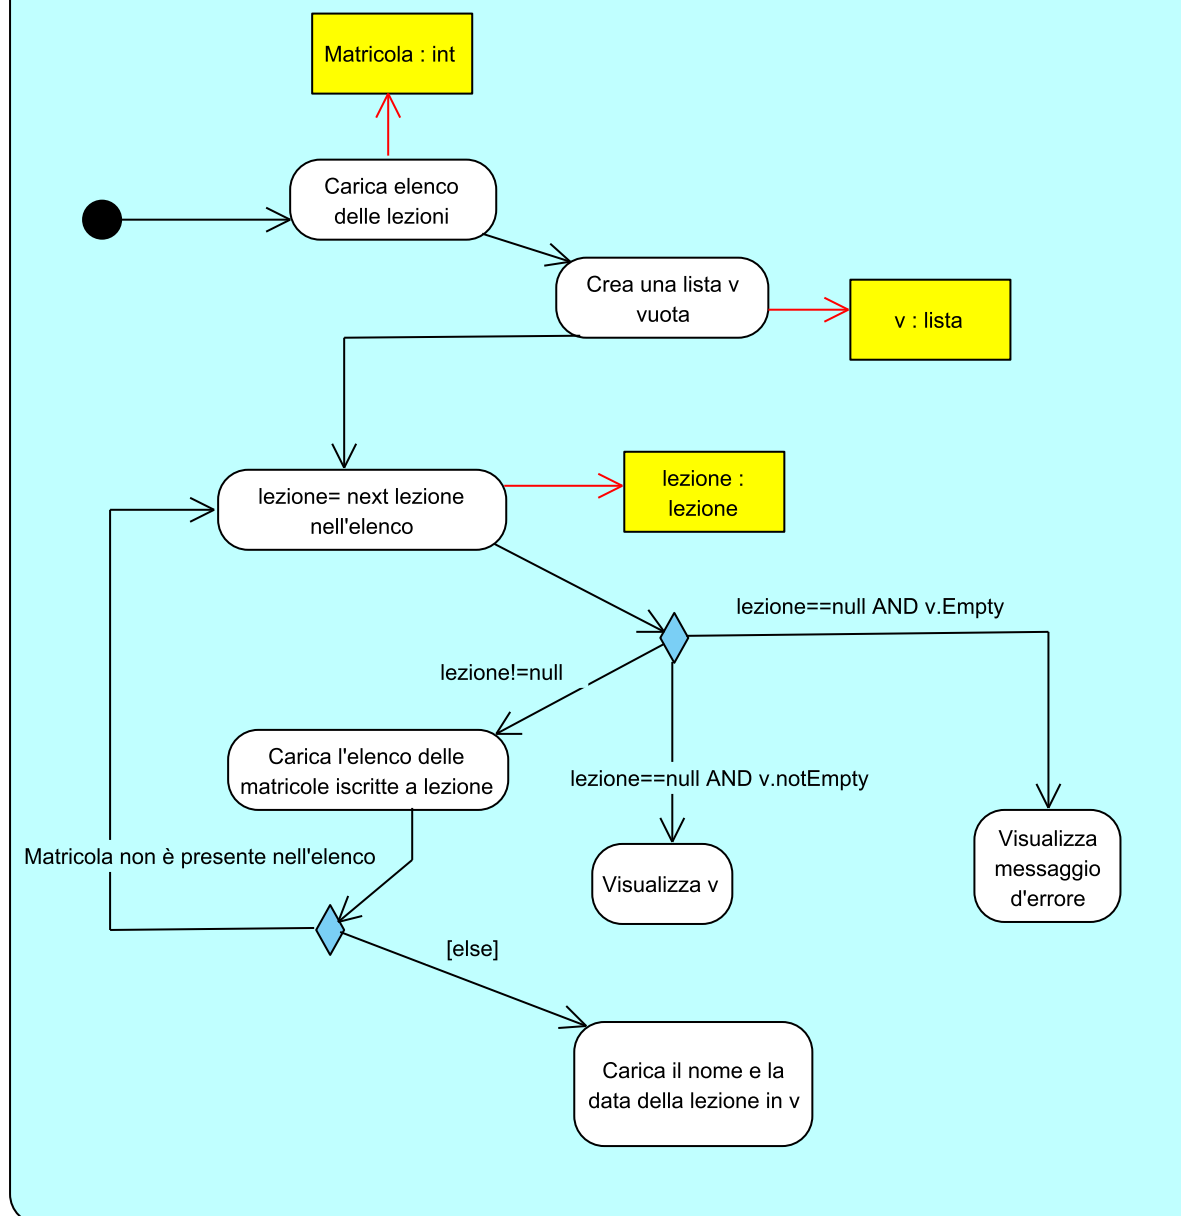 Matricola : int
Carica elenco
delle lezioni
Crea una lista v
vuota
v : lista
lezione= next lezione
nell'elenco
lezione :
lezione
lezione==null AND v.Empty
lezione!=null
Carica l'elenco delle
matricole iscritte a lezione
lezione==null AND v.notEmpty
Visualizza
messaggio
d'errore
Matricola non è presente nell'elenco
Visualizza v
[else]
Carica il nome e la
data della lezione in v